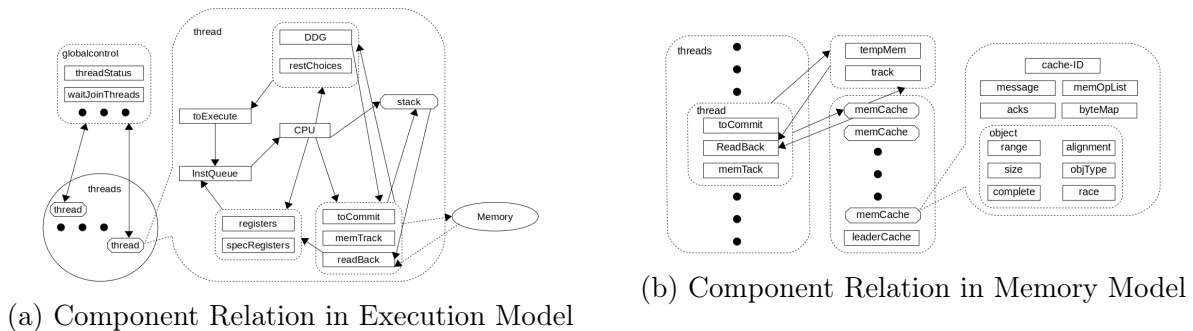 globalcontrol
threadStatus
waitJoinThreads
threads
thread
thread
thread
DDG
restChoices
toExecute
CPU
stack
InstQueue
registers
specRegisters
toCommit
memTrack
readBack
Memory
(a) Component Relation in Execution Model
threads
thread
toCommit
ReadBack
memTack
tempMem
track
memCache
memCache
memCache
leaderCache
cache-ID
message
memOpList
acks
byteMap
object
range
alignment
size
objType
complete
race
(b) Component Relation in Memory Model